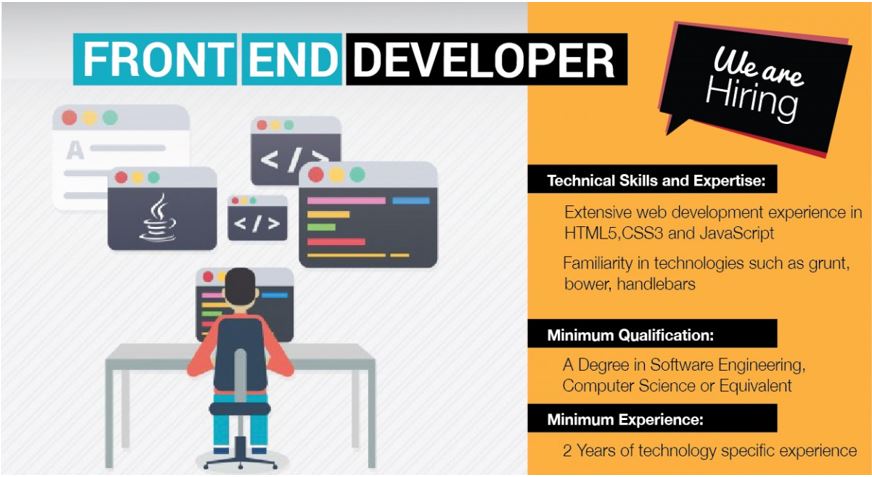 FRONT END DEVELOPER
We are
Hiring
A
</>
</>
Technical Skills and Expertise:
Extensive web development experience in
HTML5,CSS3 and JavaScript
Familiarity in technologies such as grunt,
bower, handlebars
Minimum Qualification:
A Degree in Software Engineering,
Computer Science or Equivalent
Minimum Experience:
2 Years of technology specific experience